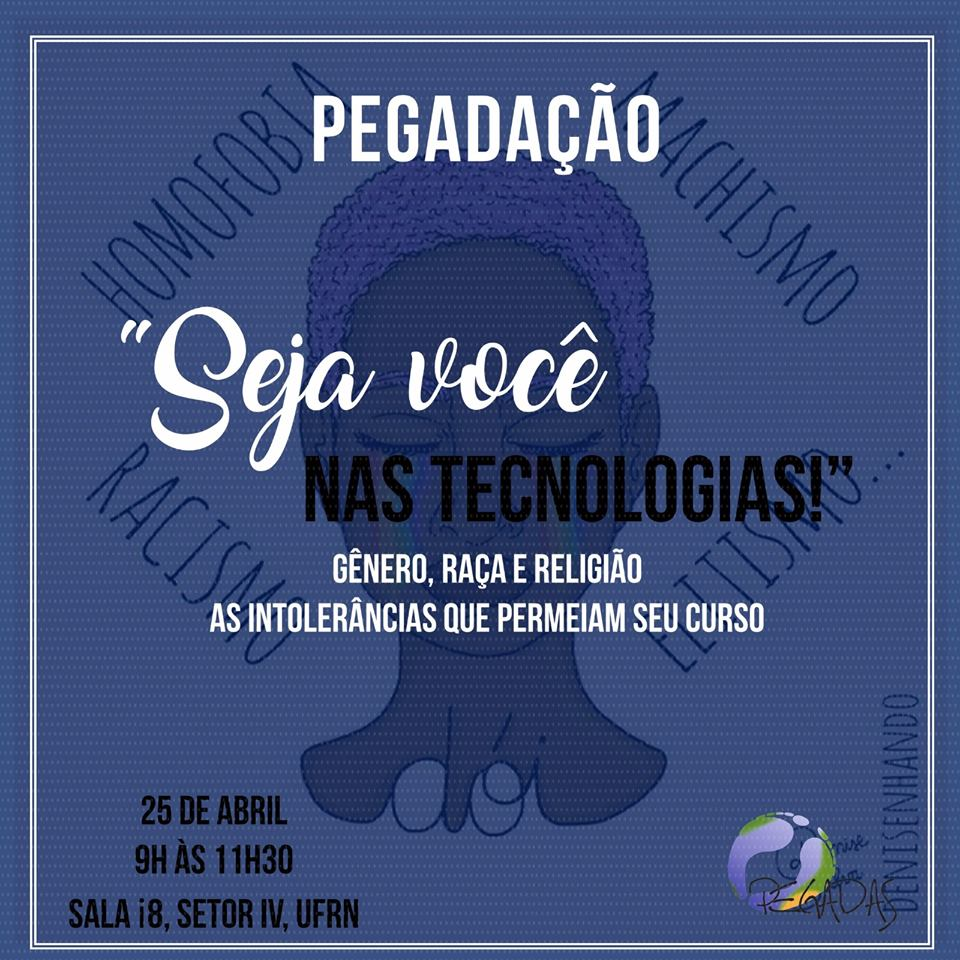 PEGADAÇÃO
HOMOFOBIA
MACHISMO
“Seja você
NAS TECNOLOGIAS!”
RACISMO
ELITISMO...
GÊNERO, RAÇA E RELIGIÃO
AS INTOLERÂNCIAS QUE PERMEIAM SEU CURSO
dói
DENISENHANDO
25 DE ABRIL
9H ÀS 11H30
SALA i8, SETOR IV, UFRN
PEGADAS